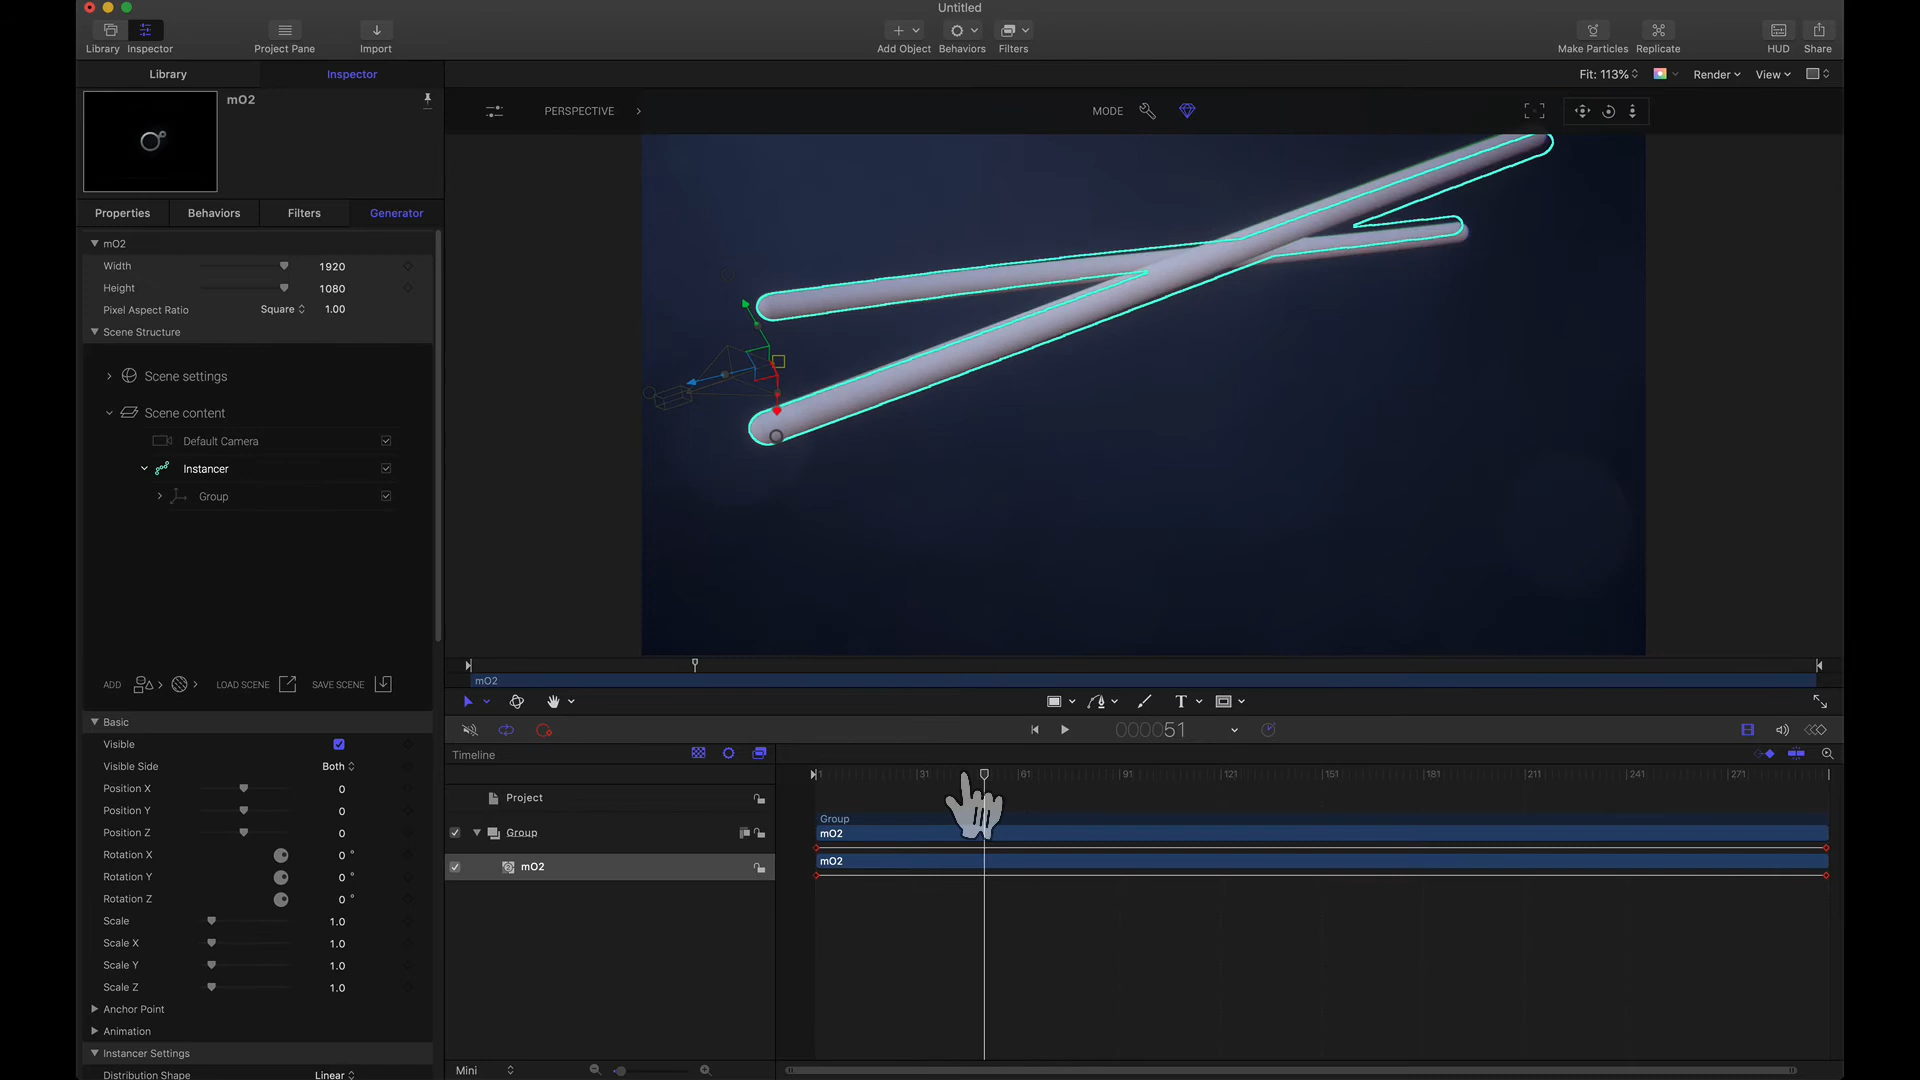 Untitled
Library
Inspector
Project Pane
Import
Add Object
Behaviors
Filters
Make Particles
Replicate
HUD
Share
Library
Inspector
Fit: 113%
Render
View
mO2
PERSPECTIVE
MODE
Properties
Behaviors
Filters
Generator
mO2
Width 1920
Height 1080
Pixel Aspect Ratio Square 1.00
Scene Structure
Scene settings
Scene content
Default Camera
Instancer
Group
ADD
LOAD SCENE
SAVE SCENE
mO2
Basic
Visible
Visible Side Both
Position X 0
Position Y 0
Position Z 0
Rotation X 0 °
Rotation Y 0 °
Rotation Z 0 °
Scale 1.0
Scale X 1.0
Scale Y 1.0
Scale Z 1.0
Anchor Point
Animation
Instancer Settings
Distribution Shape Linear
000051
Timeline
1 31 61 91 121 151 181 211 241 271
Project
Group
mO2
Group
mO2
mO2
Mini